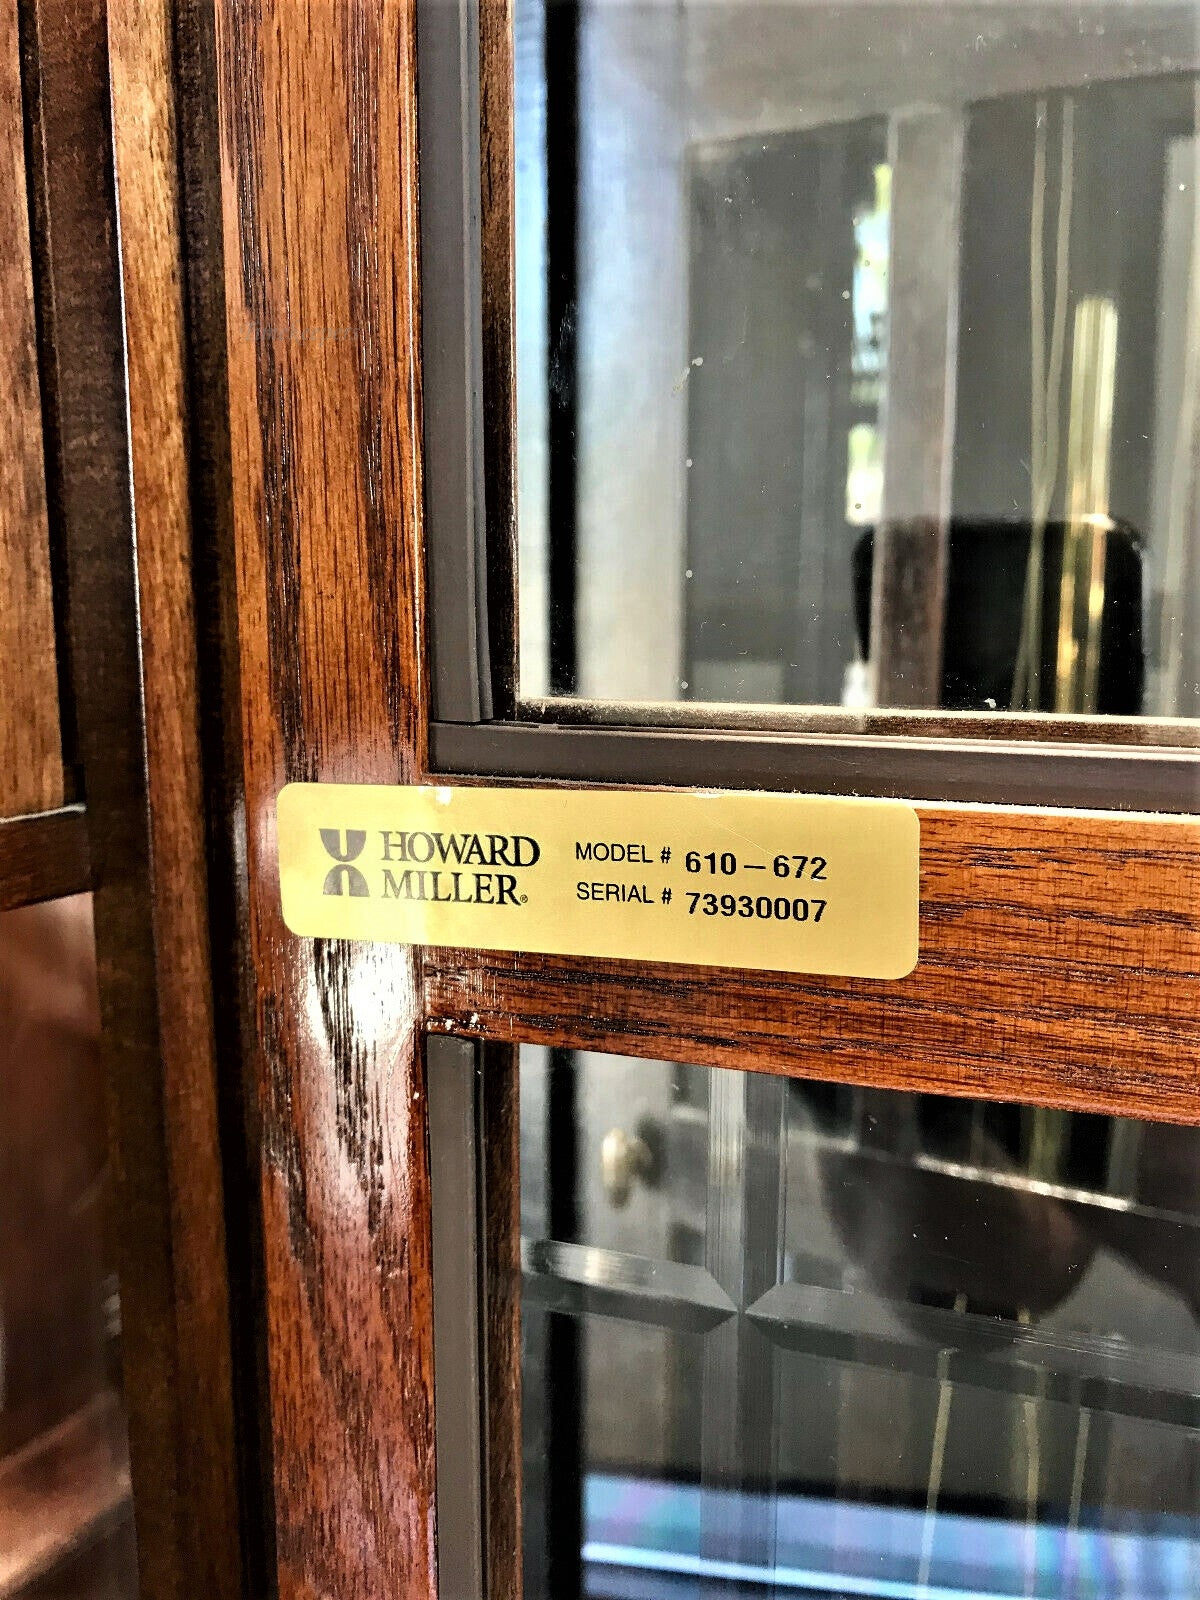 HOWARD
MILLER®
MODEL # 610-672
SERIAL # 73930007